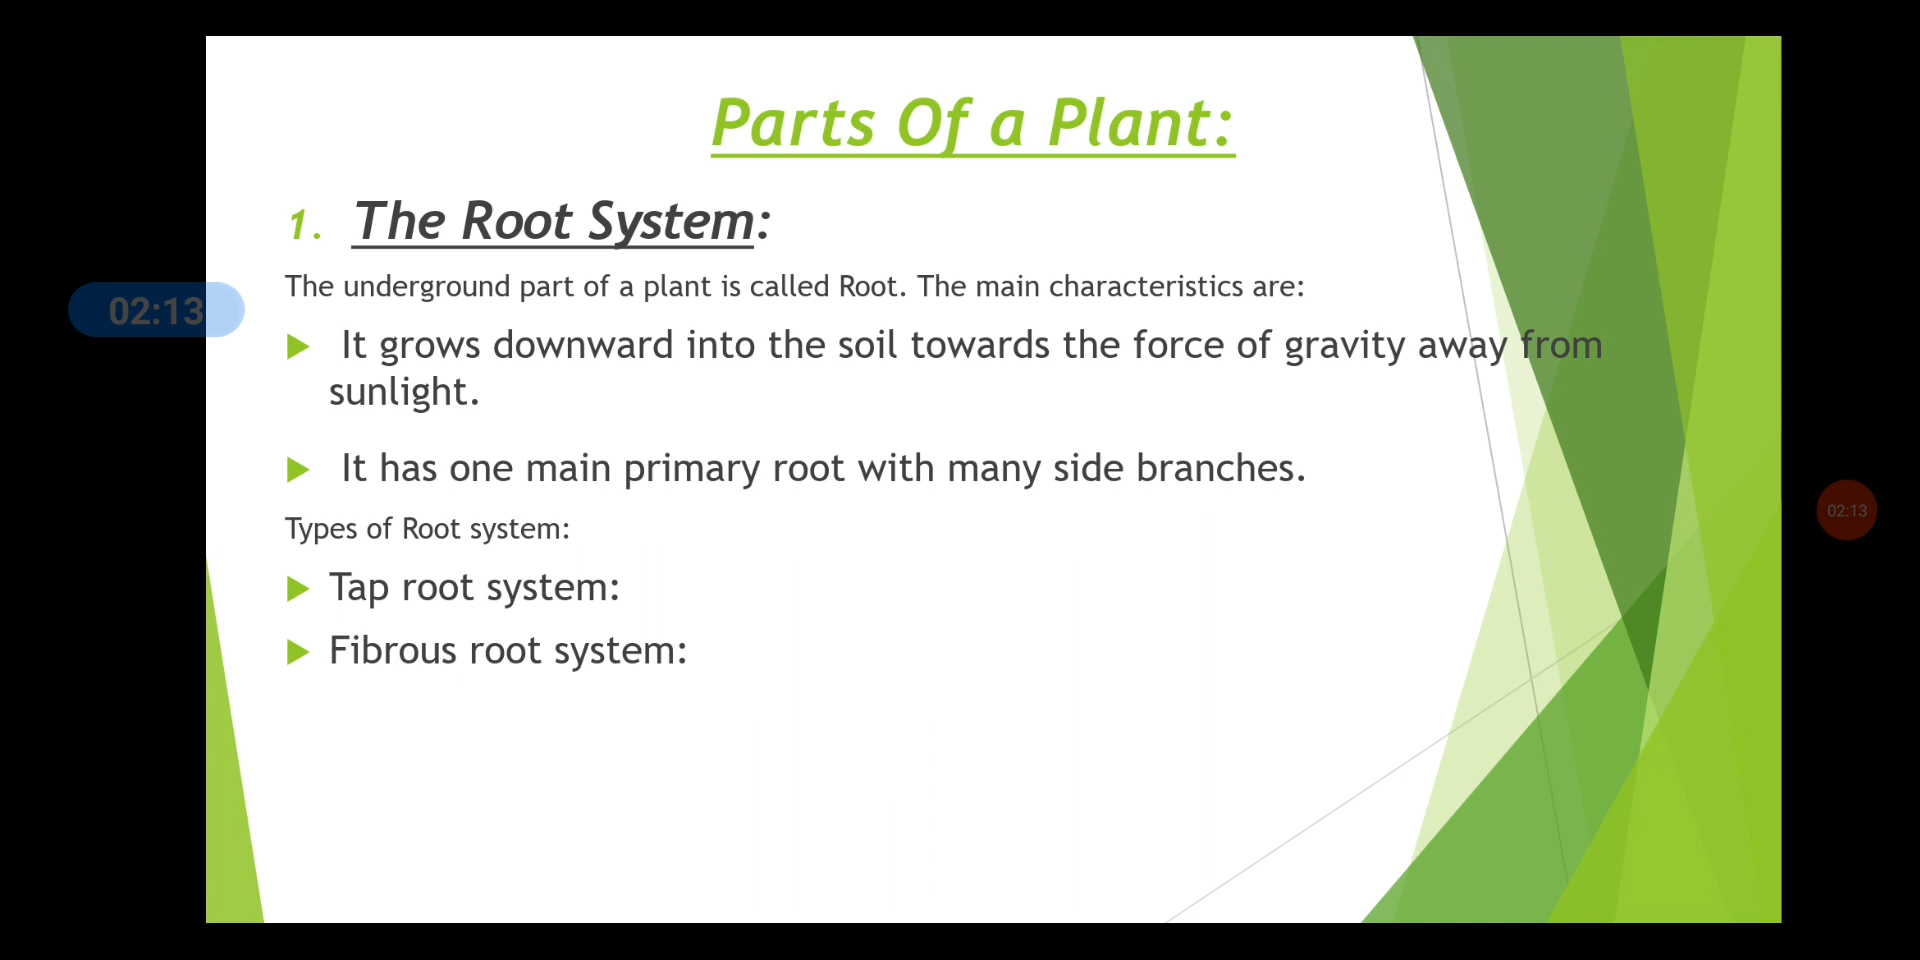 Parts Of a Plant:
1. The Root System:
The underground part of a plant is called Root. The main characteristics are:
It grows downward into the soil towards the force of gravity away from
sunlight.
It has one main primary root with many side branches.
Types of Root system:
Tap root system:
Fibrous root system:
02:13
02:13